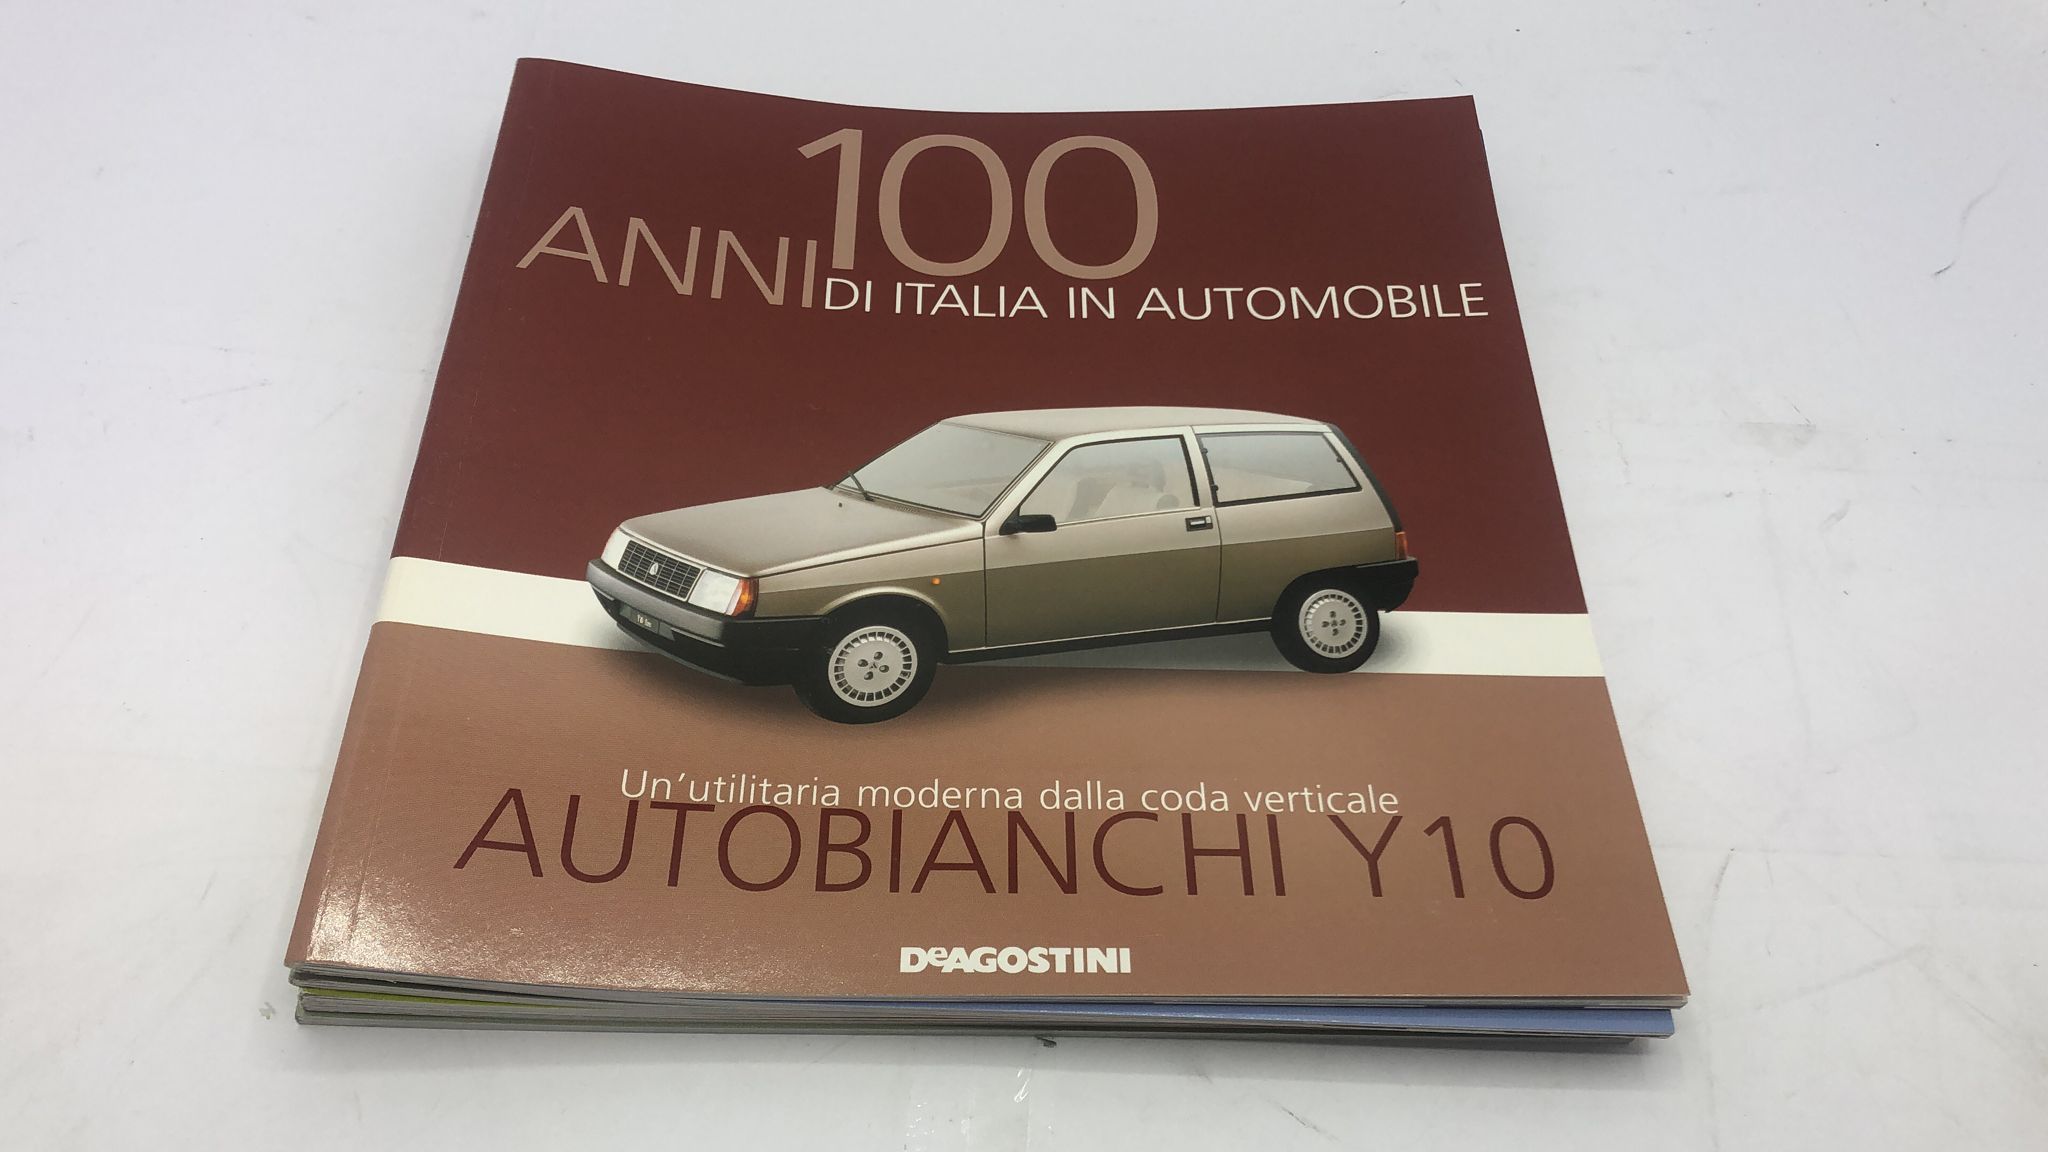 100
ANNI
DI ITALIA IN AUTOMOBILE
Un'utilitaria moderna dalla coda verticale
AUTOBIANCHI Y10
DeAGOSTINI